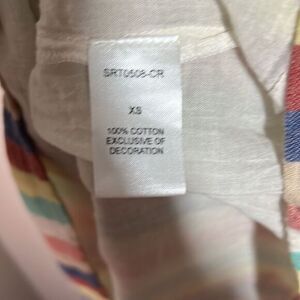 SRT0508-CR
XS
100% COTTON
EXCLUSIVE OF
DECORATION